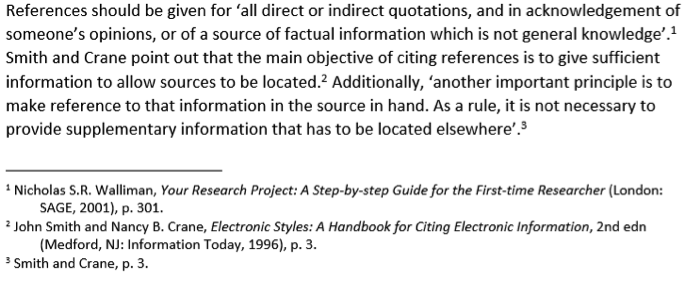 References should be given for ‘all direct or indirect quotations, and in acknowledgement of
someone’s opinions, or of a source of factual information which is not general knowledge’.¹
Smith and Crane point out that the main objective of citing references is to give sufficient
information to allow sources to be located.² Additionally, ‘another important principle is to
make reference to that information in the source in hand. As a rule, it is not necessary to
provide supplementary information that has to be located elsewhere’.³
¹ Nicholas S.R. Walliman, Your Research Project: A Step-by-step Guide for the First-time Researcher (London:
SAGE, 2001), p. 301.
² John Smith and Nancy B. Crane, Electronic Styles: A Handbook for Citing Electronic Information, 2nd edn
(Medford, NJ: Information Today, 1996), p. 3.
³ Smith and Crane, p. 3.